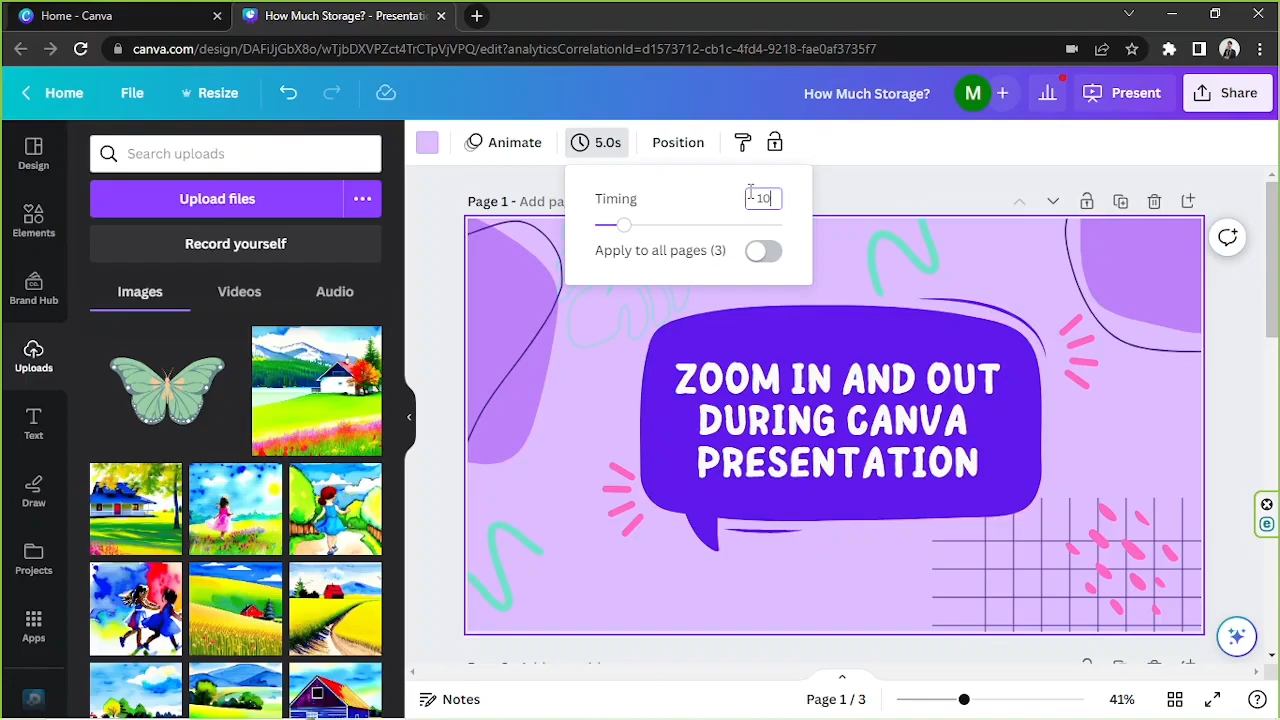 Home - Canva
How Much Storage? - Presentatio
canva.com/design/DAFiJjGbX8o/wTjbDXVPZct4TrCTpVjVPQ/edit?analyticsCorrelationId=d1573712-cb1c-4fd4-9218-fae0af3735f7
Home
File
Resize
How Much Storage?
M
Present
Share
Design
Elements
Brand Hub
Uploads
Text
Draw
Projects
Apps
Search uploads
Upload files
Record yourself
Images
Videos
Audio
Animate
5.0s
Position
Timing
10
Apply to all pages (3)
Page 1 - Add pa
ZOOM IN AND OUT
DURING CANVA
PRESENTATION
Notes
Page 1 / 3
41%